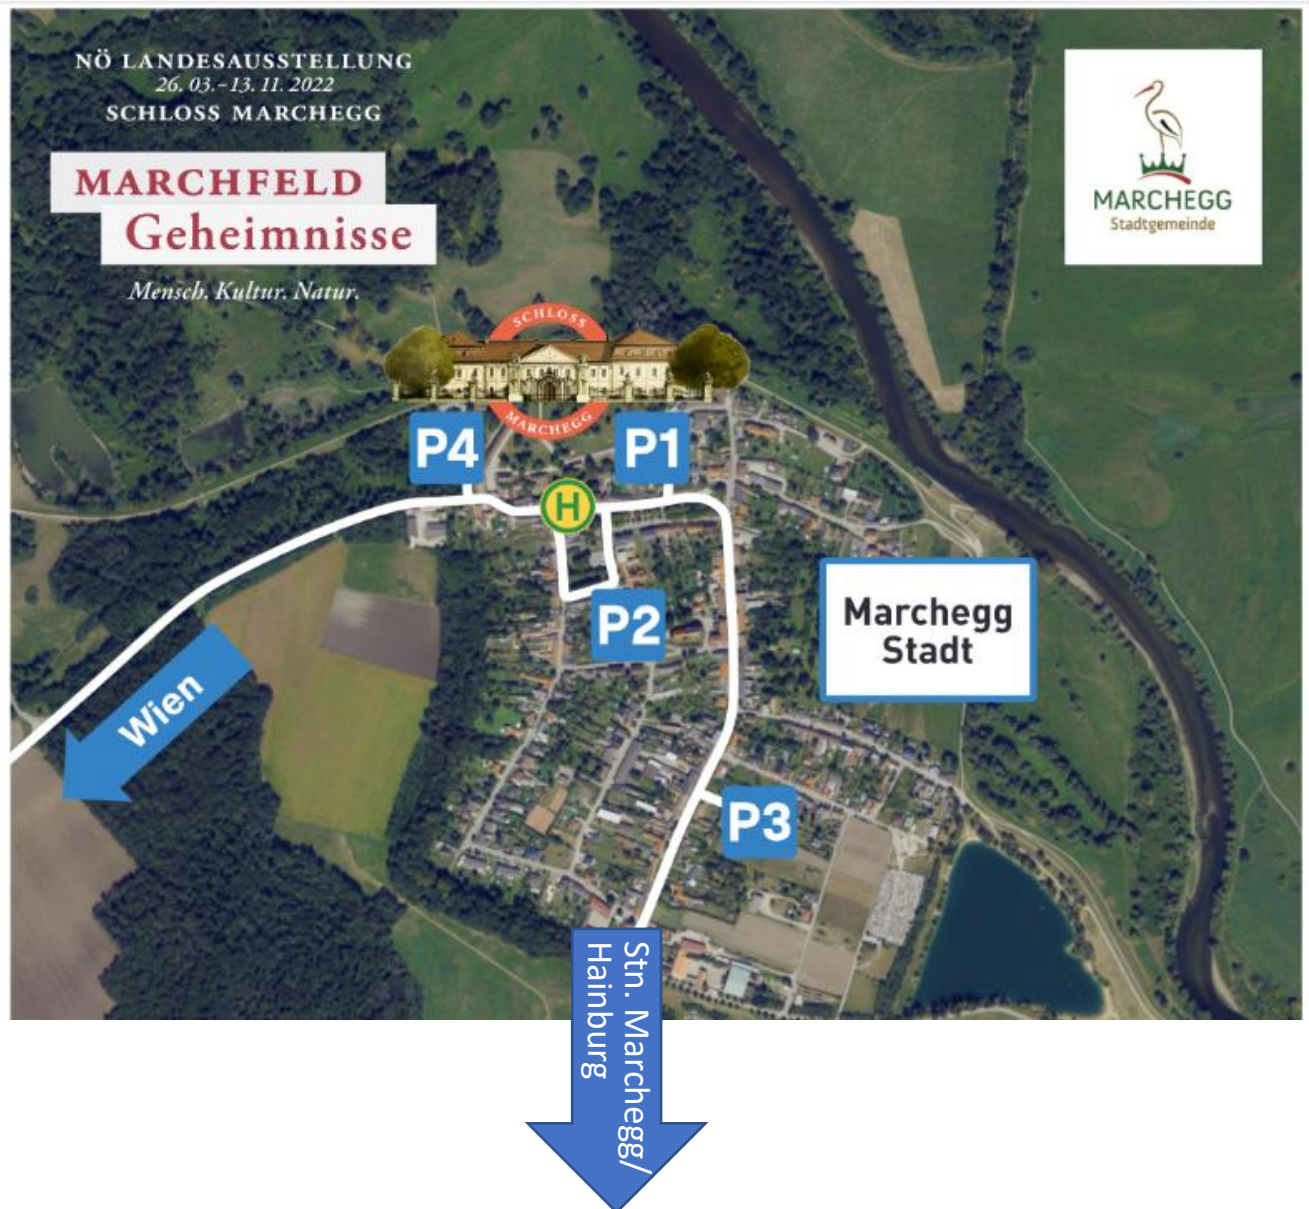 NÖ LANDESAUSSTELLUNG
26. 03.-13. 11. 2022
SCHLOSS MARCHEGG
MARCHFELD
Geheimnisse
Mensch. Kultur. Natur.
MARCHEGG
Stadtgemeinde
SCHLOSS
MARCHEGG
P4
P1
H
P2
Marchegg
Stadt
Wien
P3
Stn. Marchegg/
Hainburg